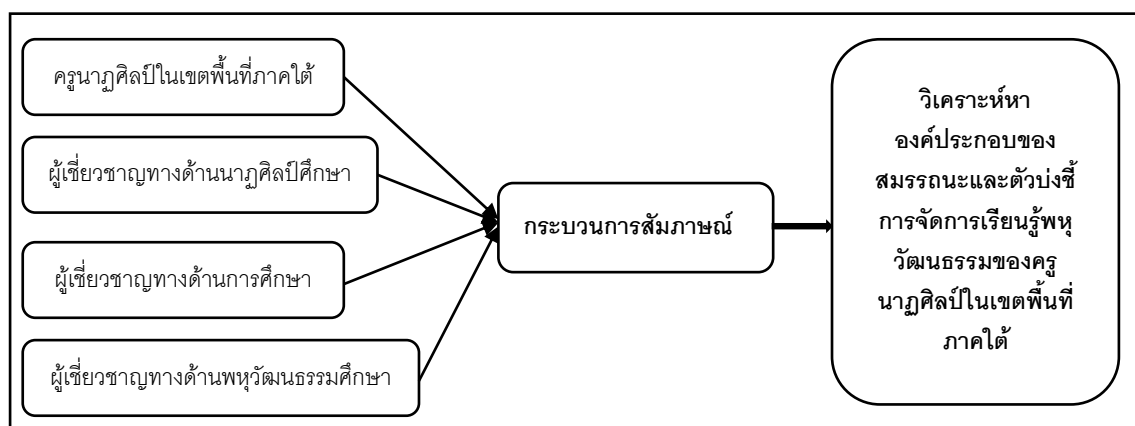 ครูนาฏศิลป์ในเขตพื้นที่ภาคใต้
ผู้เชี่ยวชาญทางด้านนาฏศิลป์ศึกษา
ผู้เชี่ยวชาญทางด้านการศึกษา
ผู้เชี่ยวชาญทางด้านพหุวัฒนธรรมศึกษา
กระบวนการสัมภาษณ์
วิเคราะห์หา
องค์ประกอบของ
สมรรถนะและตัวบ่งชี้
การจัดการเรียนรู้พหุ
วัฒนธรรมของครู
นาฏศิลป์ในเขตพื้นที่
ภาคใต้